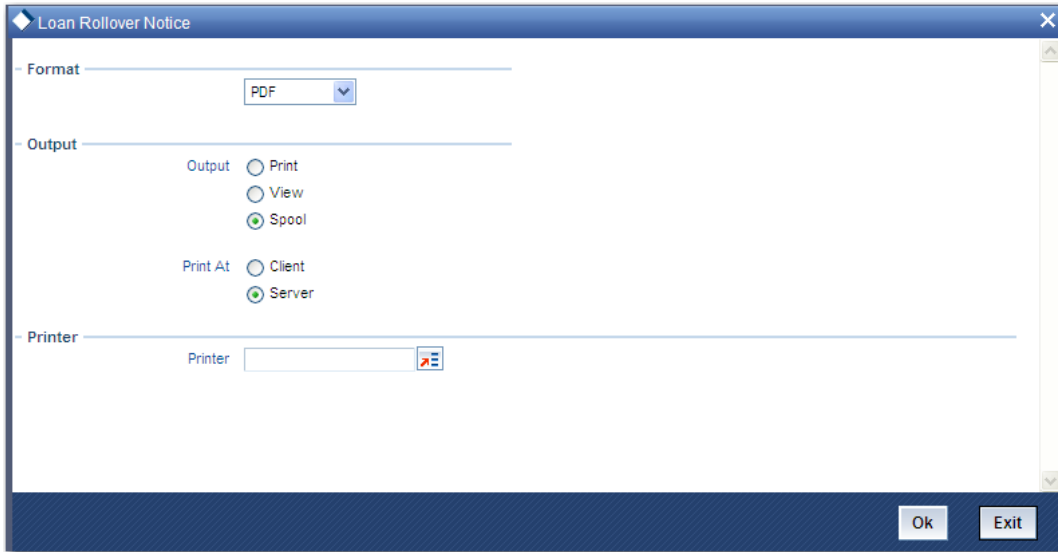 Loan Rollover Notice
Format
PDF
Output
Output Print
View
Spool
Print At Client
Server
Printer
Printer
Ok Exit